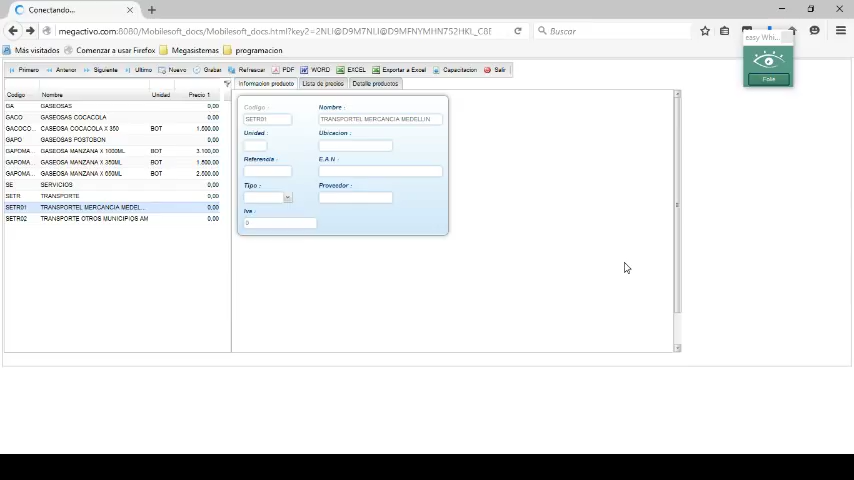 Conectando...
megactivo.com:8080/Mobilesoft_docs/Mobilesoft_docs.html?key2=2NLI@D9M7NLI@D9MFNYMHN752HKL_CBE
Buscar
Más visitados Comenzar a usar Firefox Megasistemas programacion
easy Whi...
Folie
Primero Anterior Siguiente Ultimo Nuevo Grabar Refrescar PDF WORD EXCEL Exportar a Excel Capacitacion Salir
Codigo Nombre Unidad Precio 1
GA GASEOSAS 0,00
GACO GASEOSAS COCACOLA 0,00
GACOCO... GASEOSA COCACOLA X 350 BOT 1.500,00
GAPO GASEOSAS POSTOBON 0,00
GAPOMA... GASEOSA MANZANA X 1000ML BOT 3.100,00
GAPOMA... GASEOSA MANZANA X 350ML BOT 1.500,00
GAPOMA... GASEOSA MANZANA X 650ML BOT 2.500,00
SE SERVICIOS 0,00
SETR TRANSPORTE 0,00
SETR01 TRANSPORTEL MERCANCIA MEDEL... 0,00
SETR02 TRANSPORTE OTROS MUNICIPIOS AM 0,00
Informacion producto Lista de precios Detalle productos
Codigo : Nombre :
SETR01 TRANSPORTEL MERCANCIA MEDELLIN
Unidad : Ubicacion :
Referencia : E.A.N :
Tipo : Proveedor :
Iva :
0